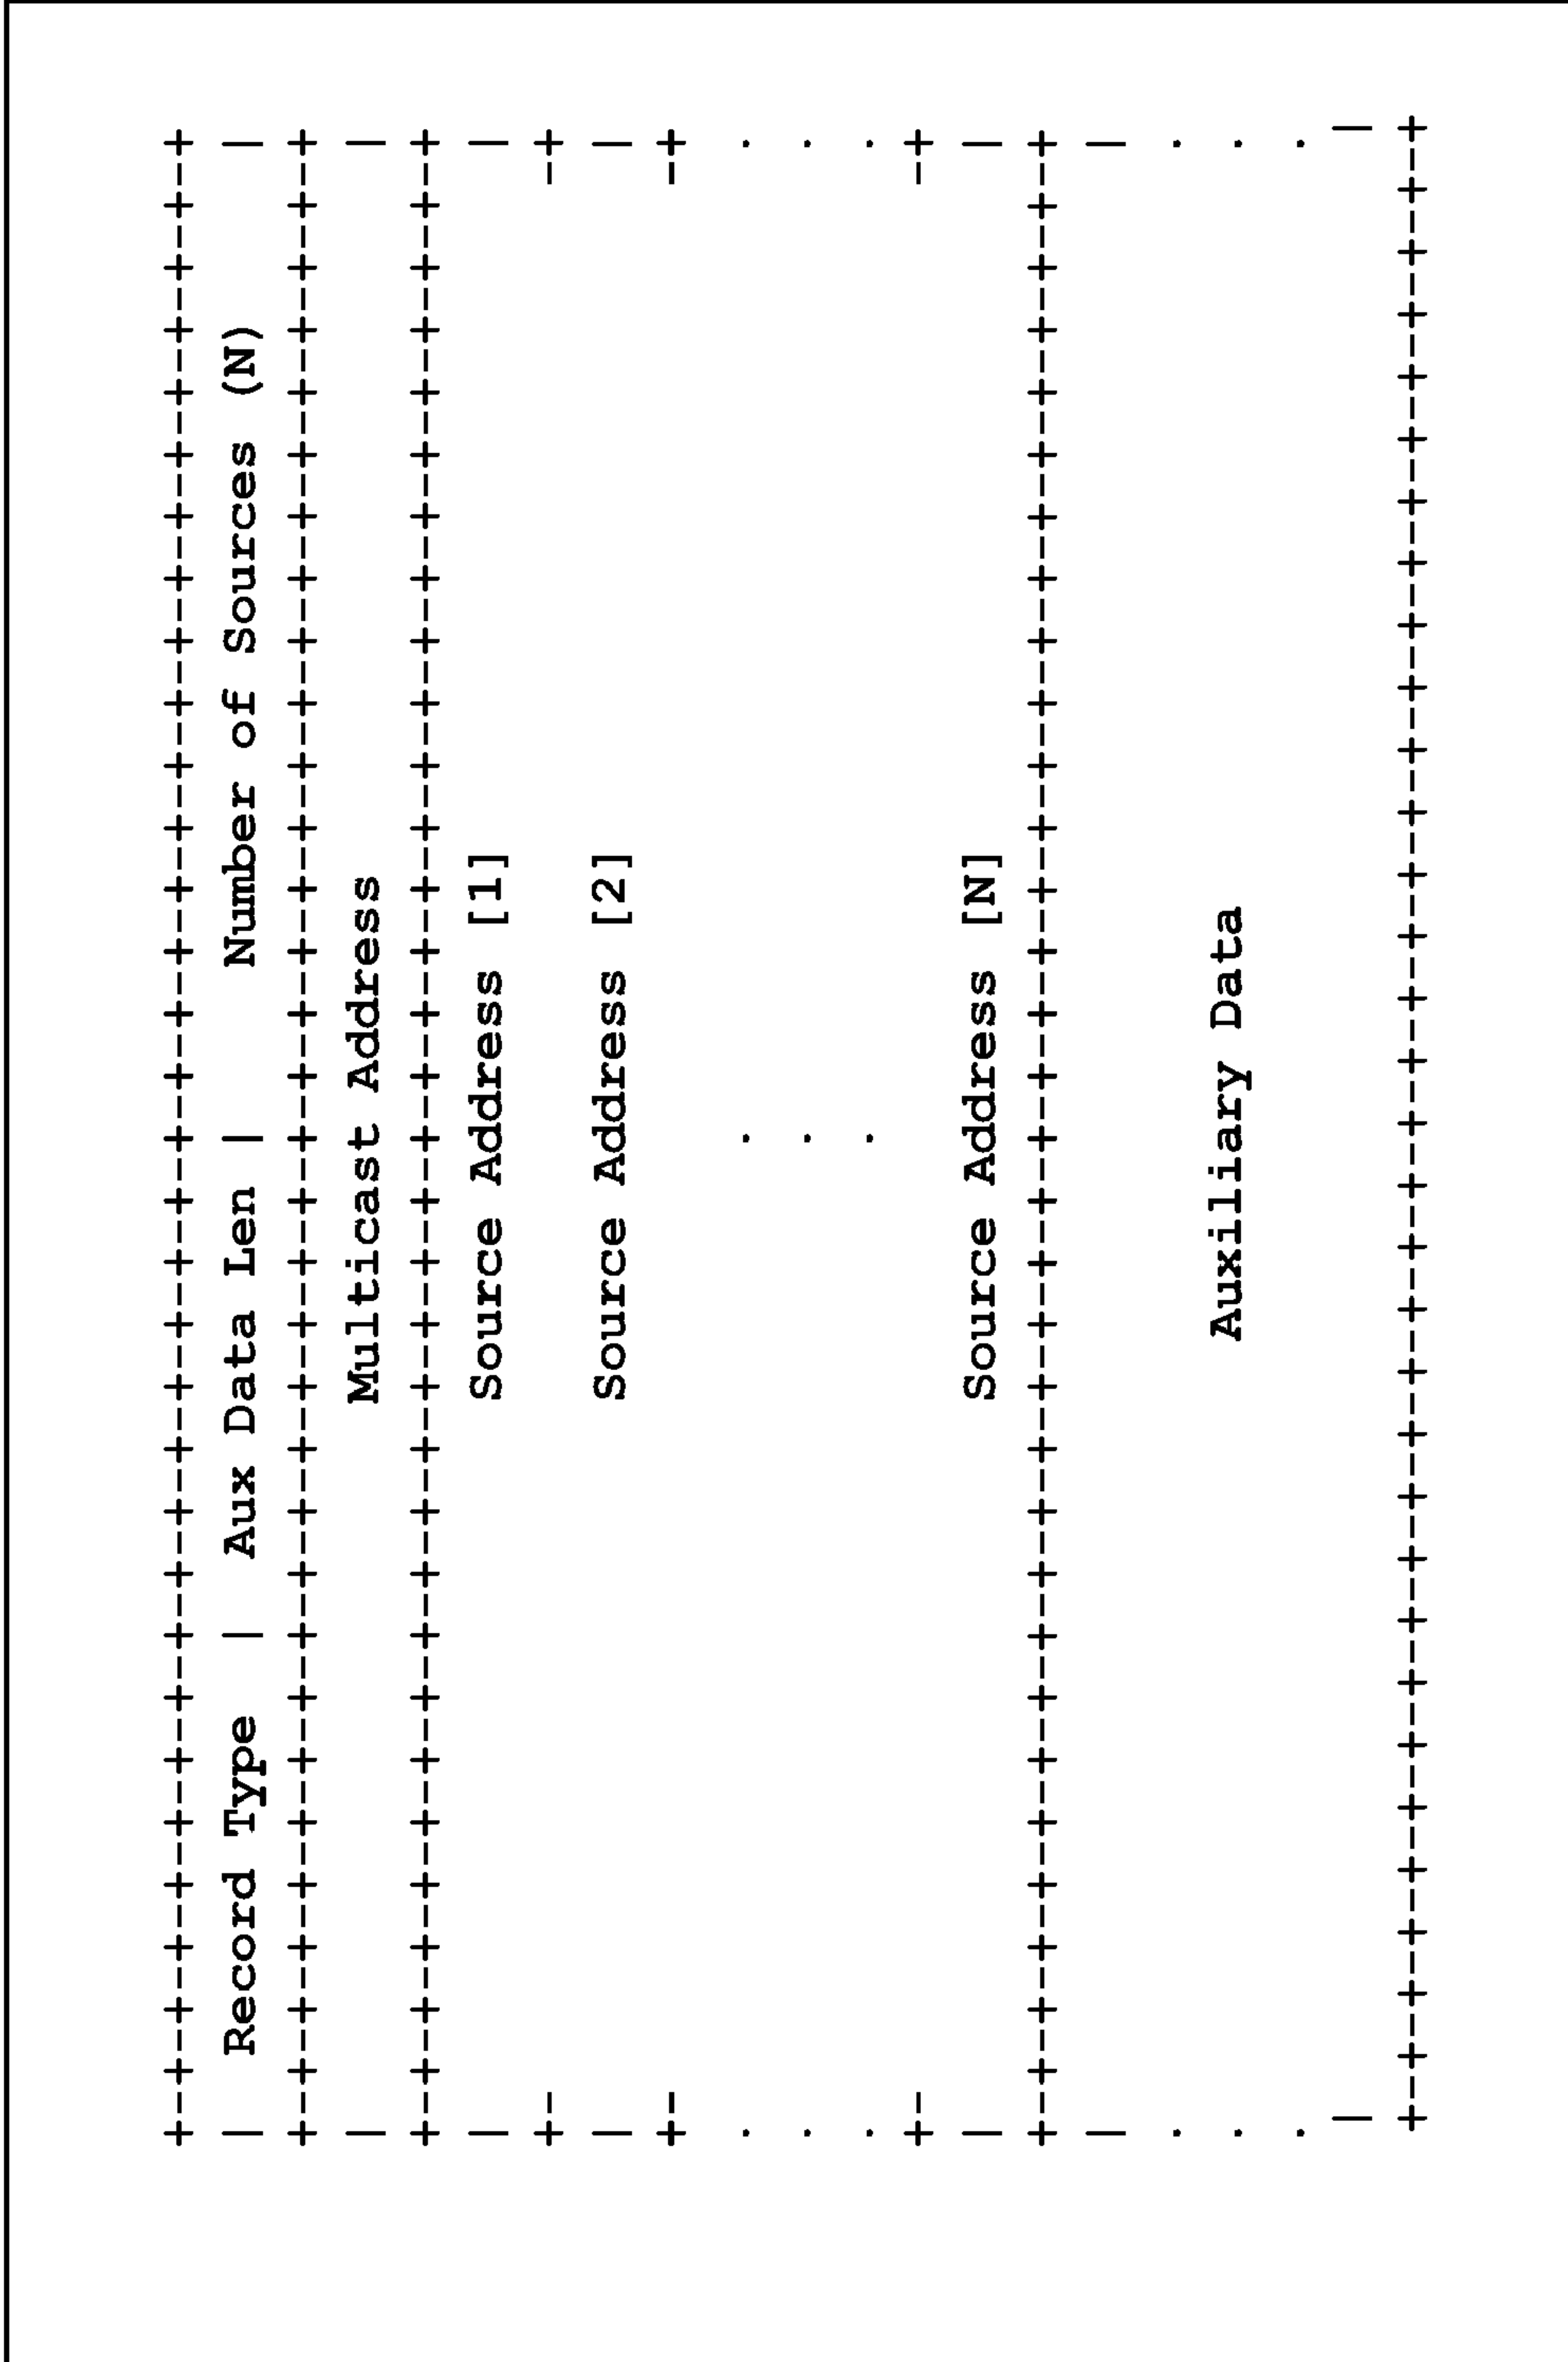 +-+-+-+-+-+-+-+-+-+-+-+-+-+-+-+-+-+-+-+-+-+-+-+-+-+-+-+-+-+-+-+-+
|  Record Type  |  Aux Data Len |     Number of Sources (N)     |
+-+-+-+-+-+-+-+-+-+-+-+-+-+-+-+-+-+-+-+-+-+-+-+-+-+-+-+-+-+-+-+-+
|                       Multicast Address                       |
+-+-+-+-+-+-+-+-+-+-+-+-+-+-+-+-+-+-+-+-+-+-+-+-+-+-+-+-+-+-+-+-+
|                       Source Address [1]                      |
+-                                                             -+
|                       Source Address [2]                      |
+-                                                             -+
.                               .                               .
.                               .                               .
.                               .                               .
+-                                                             -+
|                       Source Address [N]                      |
+-+-+-+-+-+-+-+-+-+-+-+-+-+-+-+-+-+-+-+-+-+-+-+-+-+-+-+-+-+-+-+-+
|                                                               |
.                                                               .
.                         Auxiliary Data                        .
.                                                               .
|                                                               |
+-+-+-+-+-+-+-+-+-+-+-+-+-+-+-+-+-+-+-+-+-+-+-+-+-+-+-+-+-+-+-+-+